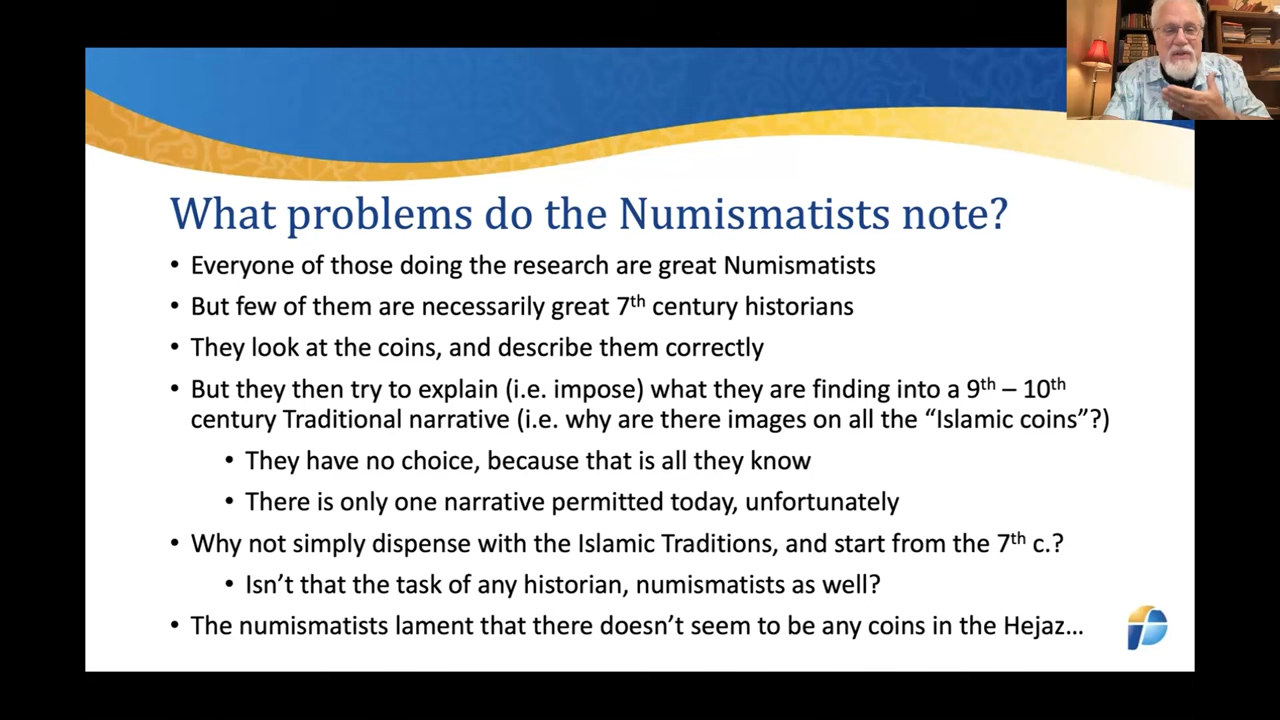 What problems do the Numismatists note?
• Everyone of those doing the research are great Numismatists
• But few of them are necessarily great 7th century historians
• They look at the coins, and describe them correctly
• But they then try to explain (i.e. impose) what they are finding into a 9th – 10th
century Traditional narrative (i.e. why are there images on all the “Islamic coins”?)
• They have no choice, because that is all they know
• There is only one narrative permitted today, unfortunately
• Why not simply dispense with the Islamic Traditions, and start from the 7th c.?
• Isn’t that the task of any historian, numismatists as well?
• The numismatists lament that there doesn’t seem to be any coins in the Hejaz…